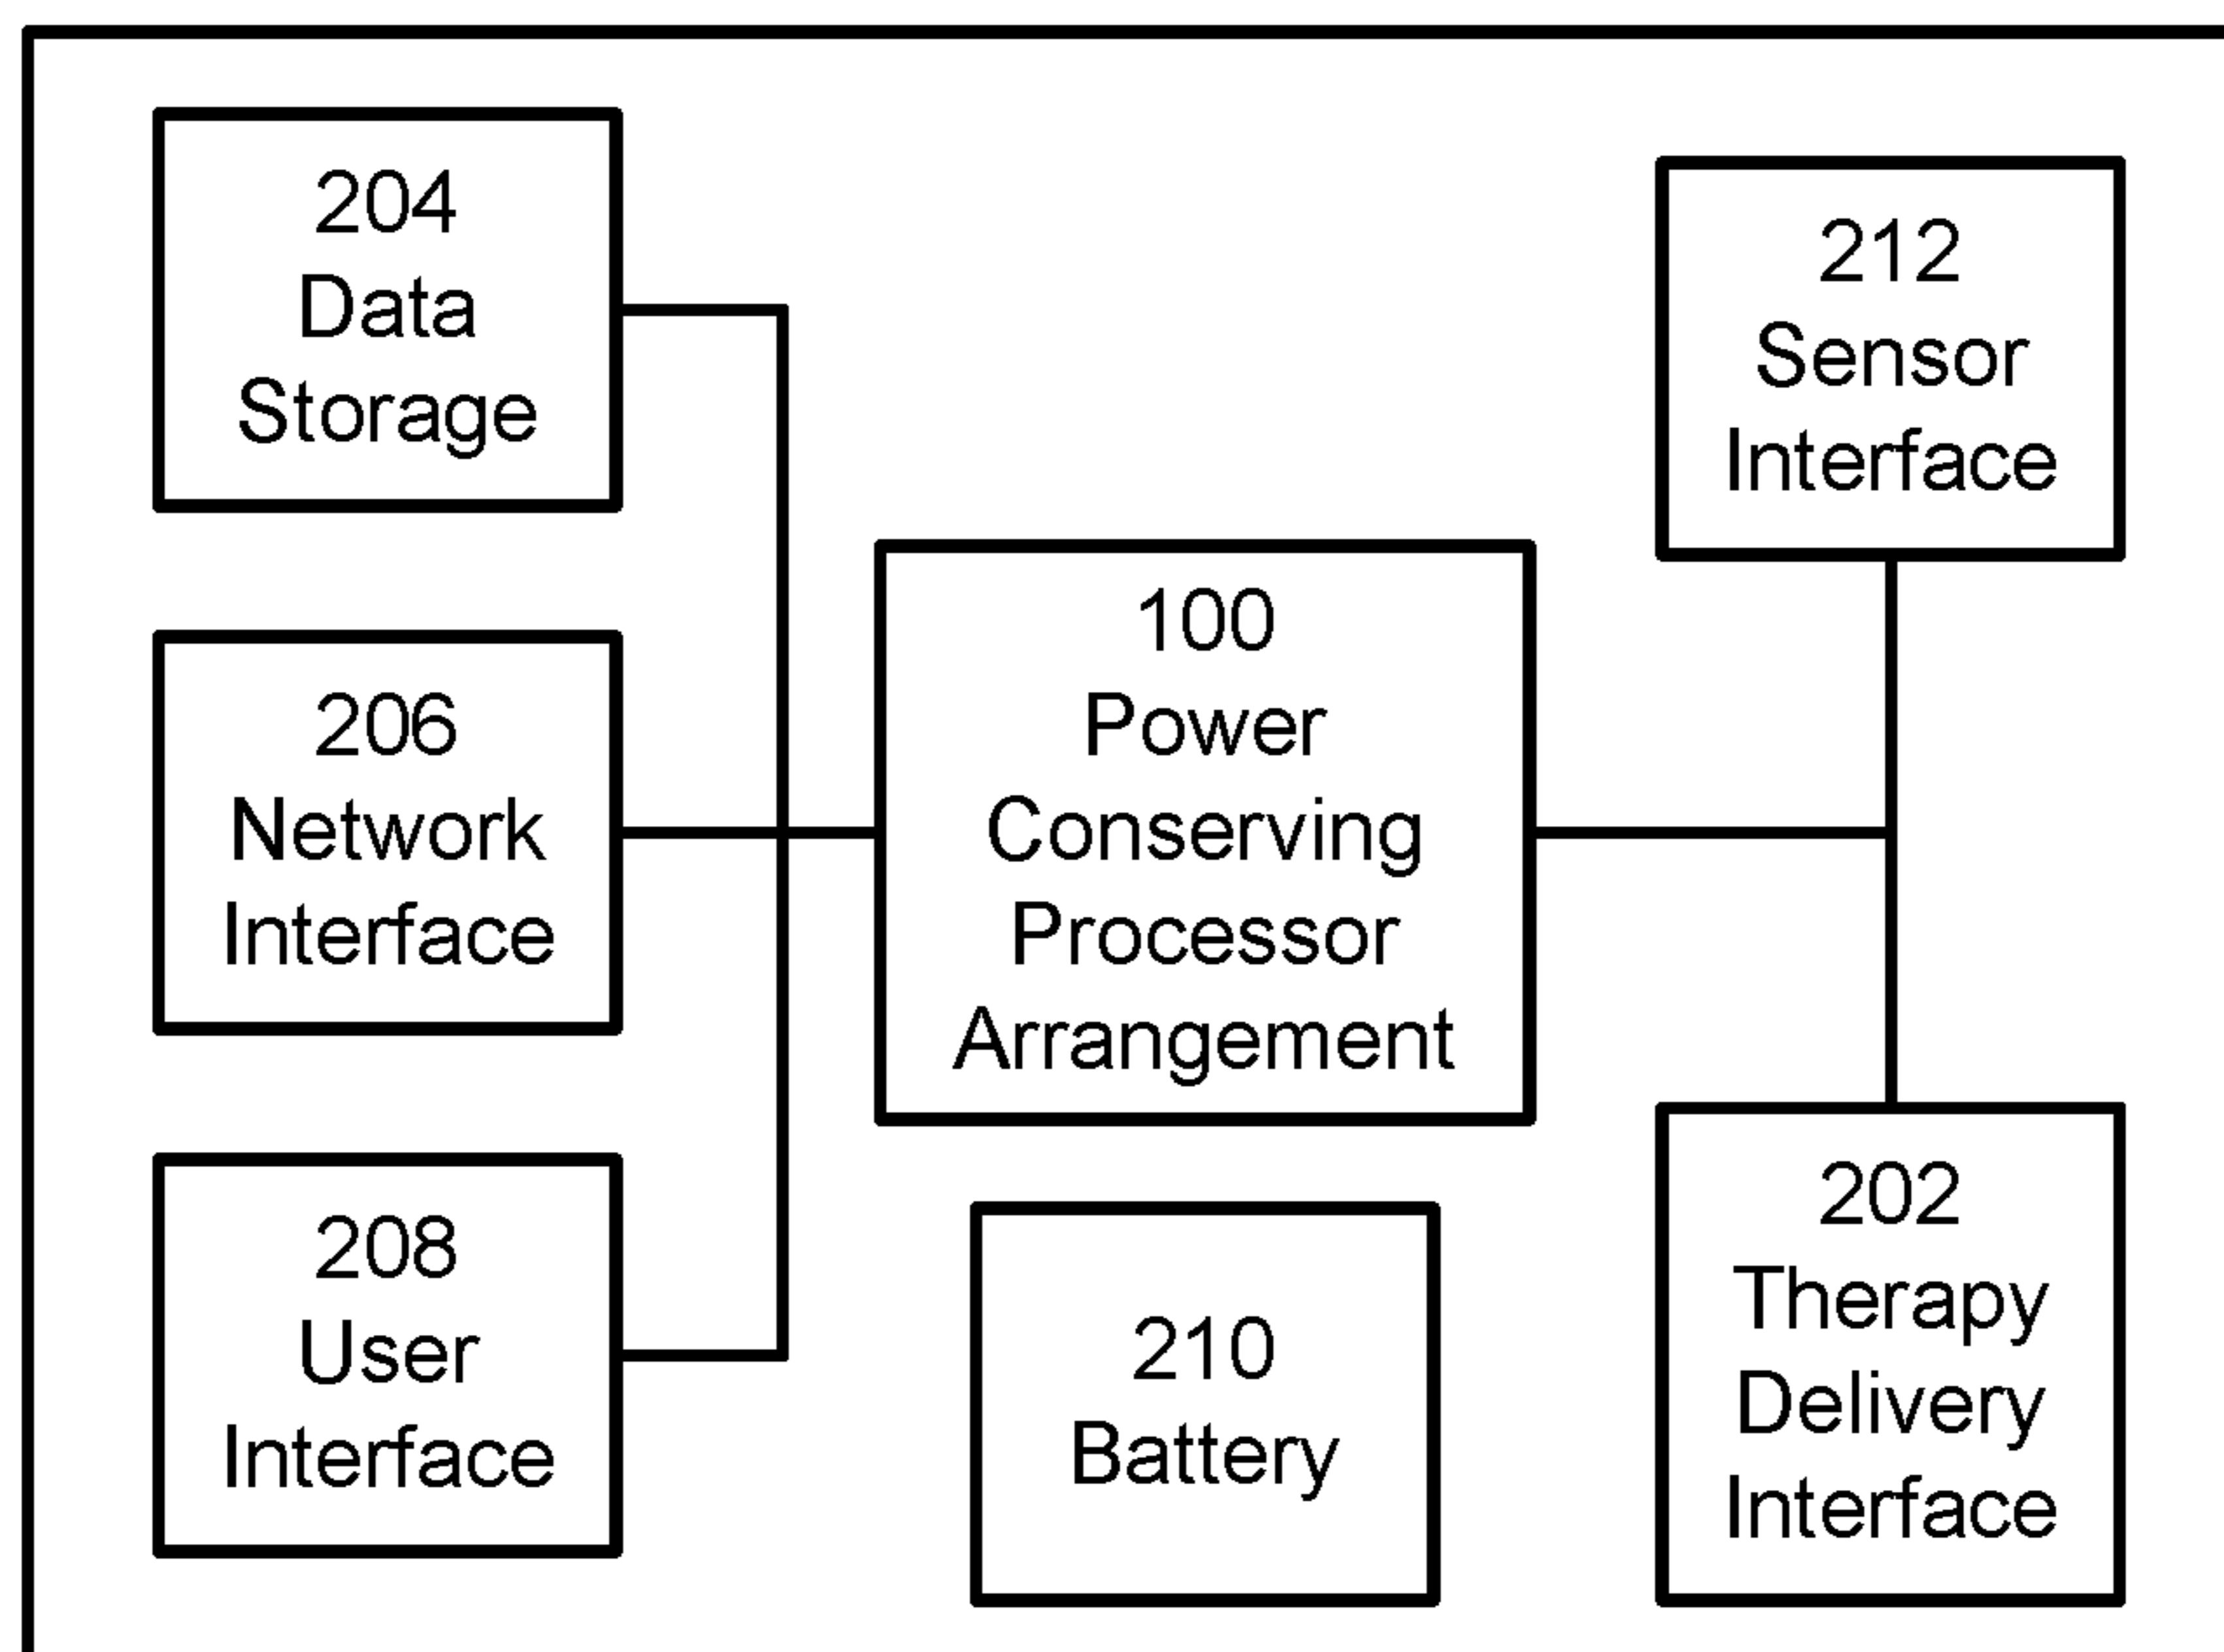 204
Data
Storage
206
Network
Interface
208
User
Interface
100
Power
Conserving
Processor
Arrangement
210
Battery
212
Sensor
Interface
202
Therapy
Delivery
Interface